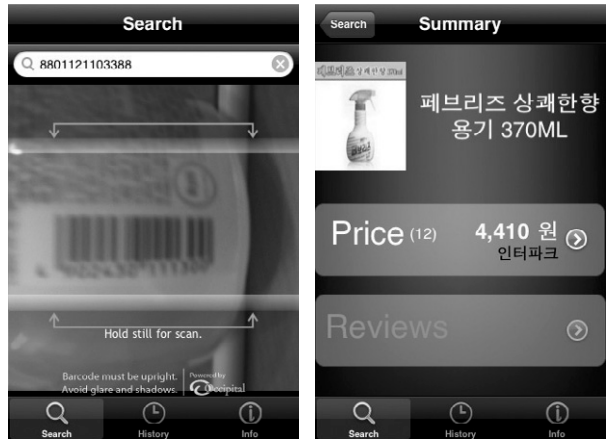 Search
8801121103388
Hold still for scan.
Barcode must be upright.
Avoid glare and shadows.
Powered by
Occipital
Search
History
Info
Search
Summary
페브리즈 상쾌한향
용기 370ML
Price (12)
4,410 원
인터파크
Reviews
Search
History
Info